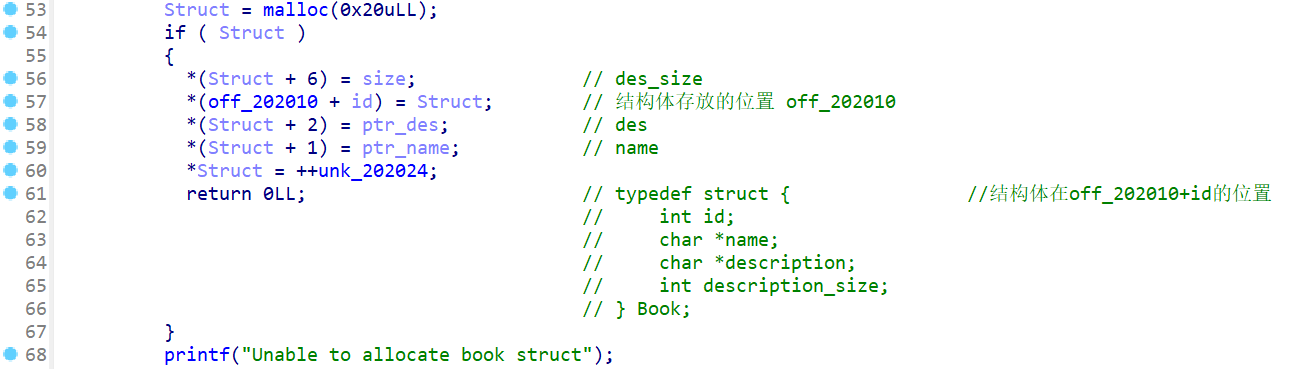 53 Struct = malloc(0x20uLL);
54 if ( Struct )
55 {
56 *(Struct + 6) = size; // des_size
57 *(off_202010 + id) = Struct; // 结构体存放的位置 off_202010
58 *(Struct + 2) = ptr_des; // des
59 *(Struct + 1) = ptr_name; // name
60 *Struct = ++unk_202024;
61 return 0LL; // typedef struct { //结构体在off_202010+id的位置
62 // int id;
63 // char *name;
64 // char *description;
65 // int description_size;
66 // } Book;
67 }
68 printf("Unable to allocate book struct");